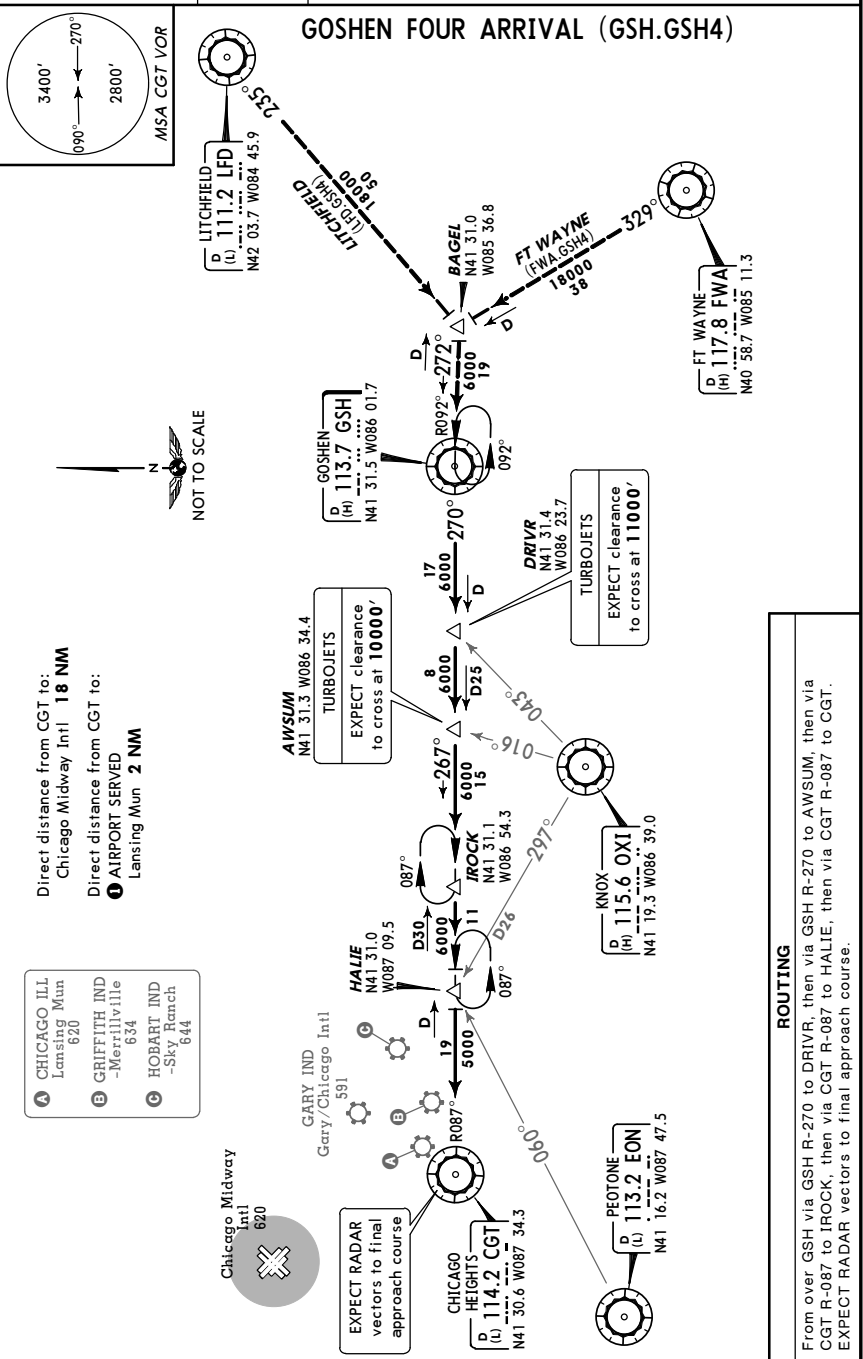 GOSHEN FOUR ARRIVAL (GSH.GSH4)
3400'
090°
270°
2800'
MSA CGT VOR
Direct distance from CGT to:
Chicago Midway Intl 18 NM
Direct distance from CGT to:
1 AIRPORT SERVED
Lansing Mun 2 NM
N
NOT TO SCALE
A CHICAGO ILL
Lansing Mun
620
B GRIFFITH IND
-Merrillville
634
C HOBART IND
-Sky Ranch
644
LITCHFIELD
D
(L) 111.2 LFD
N42 03.7 W084 45.9
235°
LITCHFIELD
(LFD.GSH4)
18000
50
BAGEL
N41 31.0
W085 36.8
FT WAYNE
(FWA.GSH4)
18000
38
329°
D
FT WAYNE
D
(H) 117.8 FWA
N40 58.7 W085 11.3
D
272°
6000
19
R092°
092°
GOSHEN
D
(H) 113.7 GSH
N41 31.5 W086 01.7
270°
17
6000
D
DRIVR
N41 31.4
W086 23.7
TURBOJETS
EXPECT clearance
to cross at 11000'
8
6000
D25
AWSUM
N41 31.3 W086 34.4
TURBOJETS
EXPECT clearance
to cross at 10000'
043°
016°
267°
6000
15
KNOX
D
(H) 115.6 OXI
N41 19.3 W086 39.0
297°
D26
087°
IROCK
N41 31.1
W086 54.3
D30
6000
11
HALIE
N41 31.0
W087 09.5
087°
D
19
5000
R087°
060°
GARY IND
Gary/Chicago Intl
591
A
B
C
Chicago Midway
Intl
620
EXPECT RADAR
vectors to final
approach course
CHICAGO
HEIGHTS
D
(L) 114.2 CGT
N41 30.6 W087 34.3
PEOTONE
D
(L) 113.2 EON
N41 16.2 W087 47.5
ROUTING
From over GSH via GSH R-270 to DRIVR, then via GSH R-270 to AWSUM, then via
CGT R-087 to IROCK, then via CGT R-087 to HALIE, then via CGT R-087 to CGT.
EXPECT RADAR vectors to final approach course.